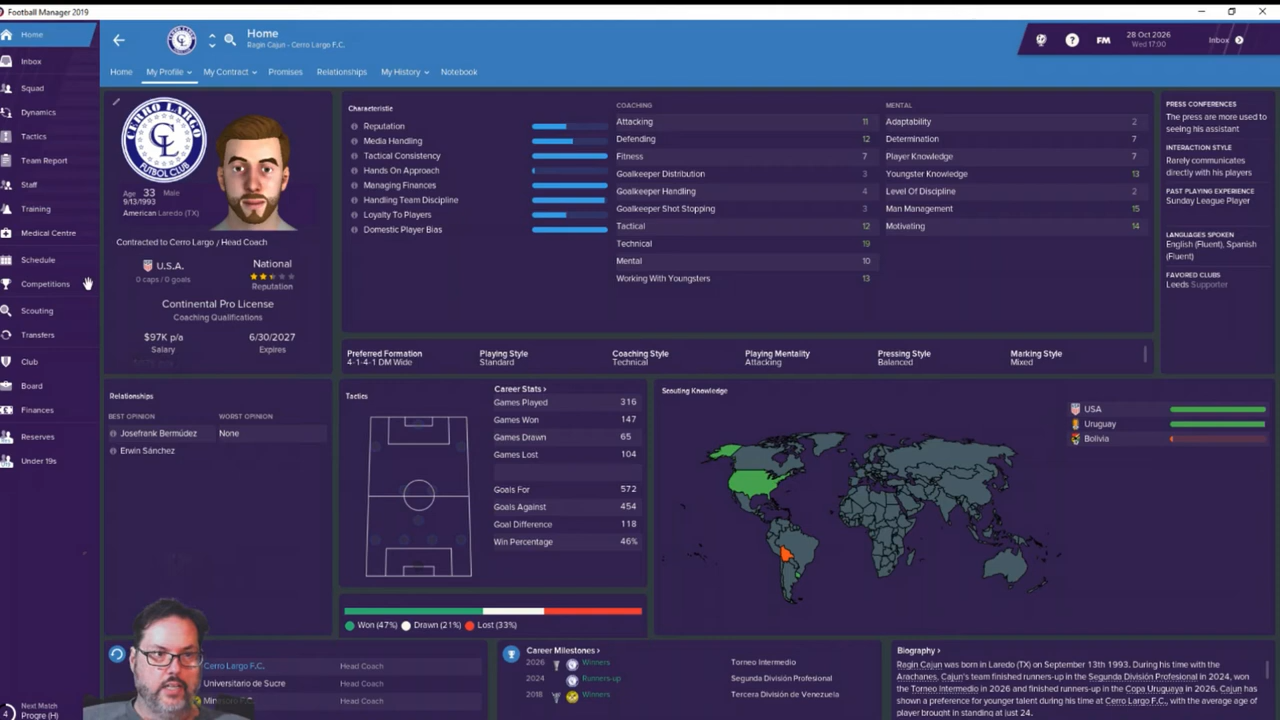 Football Manager 2019
Home
Inbox
Squad
Dynamics
Tactics
Team Report
Staff
Training
Medical Centre
Schedule
Competitions
Scouting
Transfers
Club
Board
Finances
Reserves
Under 19s
Next Match
Progre (H)
Home
Ragin Cajun - Cerro Largo F.C.
28 Oct 2026
Wed 17:00
FM
Inbox
Home
My Profile
My Contract
Promises
Relationships
My History
Notebook
CERRO LARGO
CL
FUTBOL CLUB
Age 33 Male
9/13/1993
American Laredo (TX)
Contracted to Cerro Largo / Head Coach
U.S.A.
0 caps / 0 goals
National
Reputation
Continental Pro License
Coaching Qualifications
$97K p/a
Salary
6/30/2027
Expires
Characteristic
Reputation
Media Handling
Tactical Consistency
Hands On Approach
Managing Finances
Handling Team Discipline
Loyalty To Players
Domestic Player Bias
COACHING
Attacking 11
Defending 12
Fitness 7
Goalkeeper Distribution 3
Goalkeeper Handling 4
Goalkeeper Shot Stopping 3
Tactical 12
Technical 19
Mental 10
Working With Youngsters 13
MENTAL
Adaptability 2
Determination 7
Player Knowledge 7
Youngster Knowledge 13
Level Of Discipline 2
Man Management 15
Motivating 14
PRESS CONFERENCES
The press are more used to
seeing his assistant
INTERACTION STYLE
Rarely communicates
directly with his players
PAST PLAYING EXPERIENCE
Sunday League Player
LANGUAGES SPOKEN
English (Fluent), Spanish
(Fluent)
FAVORED CLUBS
Leeds Supporter
Preferred Formation
4-1-4-1 DM Wide
Playing Style
Standard
Coaching Style
Technical
Playing Mentality
Attacking
Pressing Style
Balanced
Marking Style
Mixed
Relationships
BEST OPINION WORST OPINION
Josefrank Bermúdez None
Erwin Sánchez
Tactics
Career Stats >
Games Played 316
Games Won 147
Games Drawn 65
Games Lost 104
Goals For 572
Goals Against 454
Goal Difference 118
Win Percentage 46%
Won (47%) Drawn (21%) Lost (33%)
Scouting Knowledge
USA
Uruguay
Bolivia
Cerro Largo F.C. Head Coach
Universitario de Sucre Head Coach
Head Coach
Career Milestones >
2026 Winners Torneo Intermedio
2024 Runners-up Segunda División Profesional
2018 Winners Tercera División de Venezuela
Biography >
Ragin Cajun was born in Laredo (TX) on September 13th 1993. During his time with the
Arachanes, Cajun's team finished runners-up in the Segunda División Profesional in 2024, won
the Torneo Intermedio in 2026 and finished runners-up in the Copa Uruguaya in 2026. Cajun has
shown a preference for younger talent during his time at Cerro Largo F.C., with the average age of
player brought in standing at just 24.